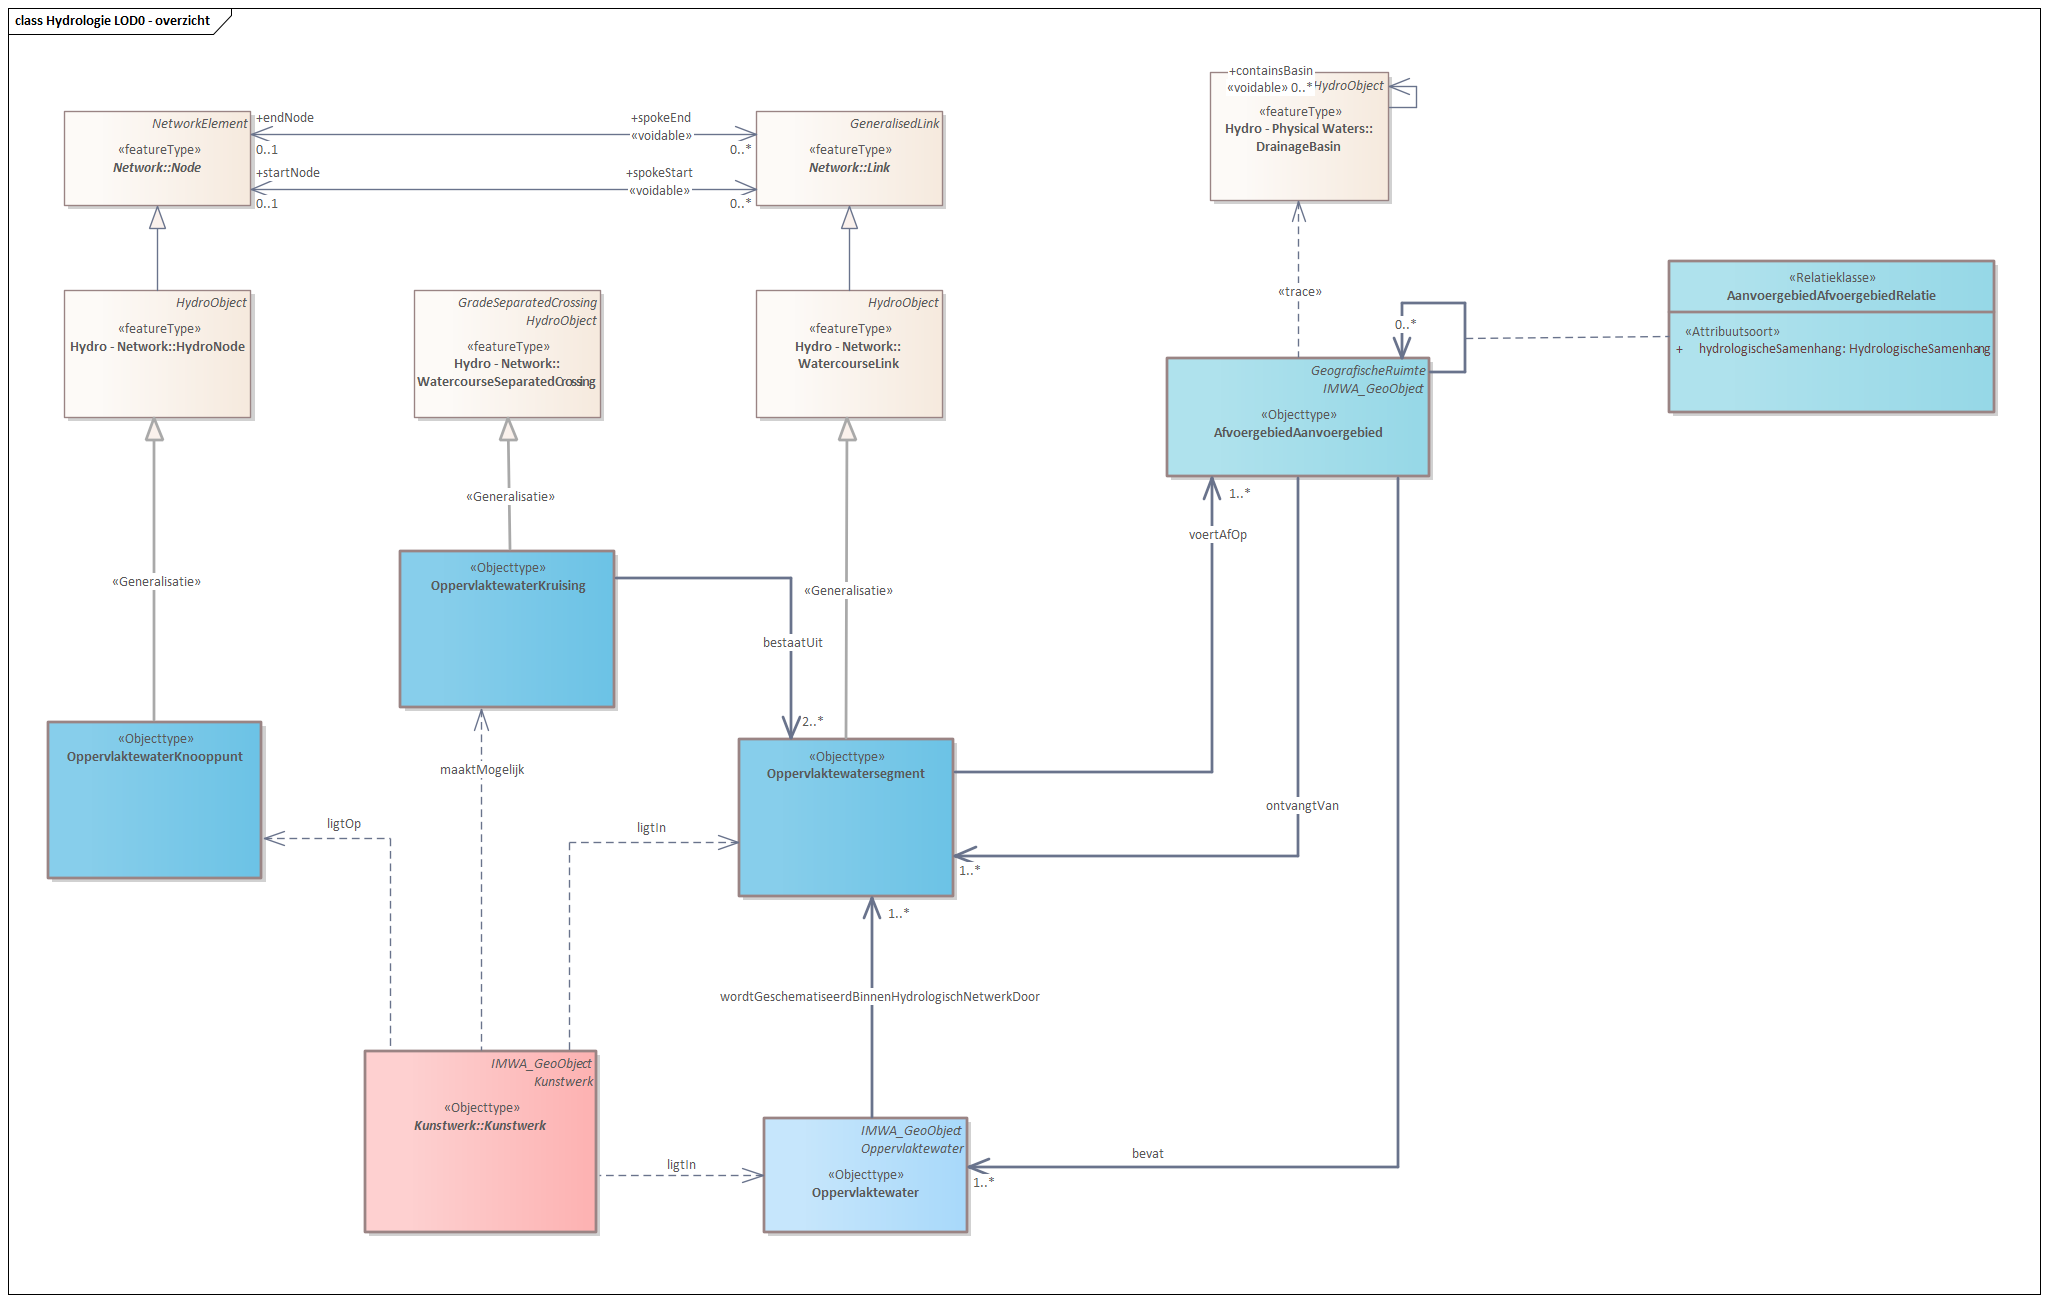 class Hydrologie LOD0 - overzicht
+containsBasin
«voidable» 0..*
HydroObject
«featureType»
Hydro - Physical Waters::
DrainageBasin
NetworkElement
«featureType»
Network::Node
+endNode
0..1
+spokeEnd
«voidable»
0..*
+startNode
0..1
+spokeStart
«voidable»
0..*
GeneralisedLink
«featureType»
Network::Link
HydroObject
«featureType»
Hydro - Network::HydroNode
GradeSeparatedCrossing
HydroObject
«featureType»
Hydro - Network::
WatercourseSeparatedCrossing
HydroObject
«featureType»
Hydro - Network::
WatercourseLink
«trace»
0..*
«Relatieklasse»
AanvoergebiedAfvoergebiedRelatie
«Attribuutsoort»
+ hydrologischeSamenhang: HydrologischeSamenhang
GeografischeRuimte
IMWA_GeoObject
«Objecttype»
AfvoergebiedAanvoergebied
«Generalisatie»
«Generalisatie»
«Generalisatie»
1..*
voertAfOp
«Objecttype»
OppervlaktewaterKruising
bestaatUit
2..*
«Objecttype»
OppervlaktewaterKnooppunt
maaktMogelijk
«Objecttype»
Oppervlaktewatersegment
ontvangtVan
1..*
ligtOp
ligtIn
1..*
wordtGeschematiseerdBinnenHydrologischNetwerkDoor
IMWA_GeoObject
Kunstwerk
«Objecttype»
Kunstwerk::Kunstwerk
ligtIn
IMWA_GeoObject
Oppervlaktewater
«Objecttype»
Oppervlaktewater
bevat
1..*